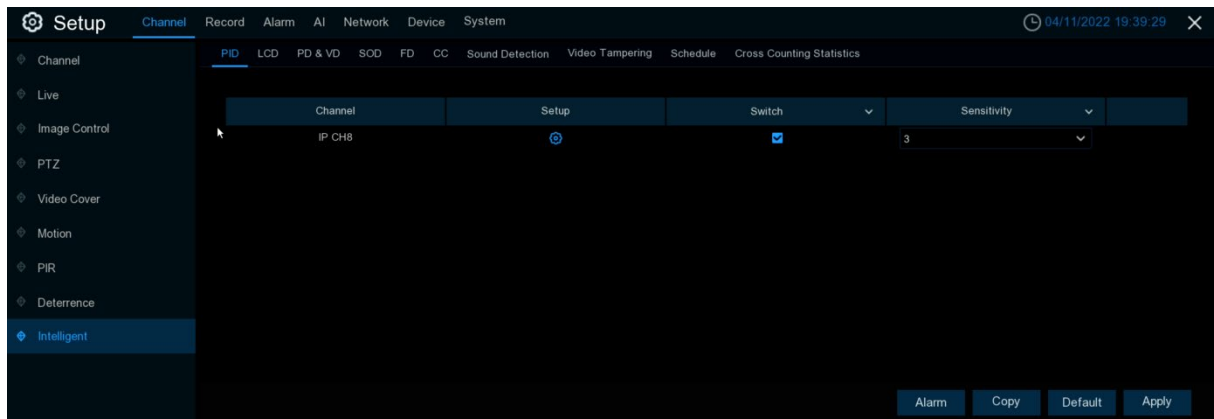 Setup Channel Record Alarm AI Network Device System 04/11/2022 19:39:29
Channel
Live
Image Control
PTZ
Video Cover
Motion
PIR
Deterrence
Intelligent
PID LCD PD & VD SOD FD CC Sound Detection Video Tampering Schedule Cross Counting Statistics
Channel Setup Switch Sensitivity
IP CH8 3
Alarm Copy Default Apply